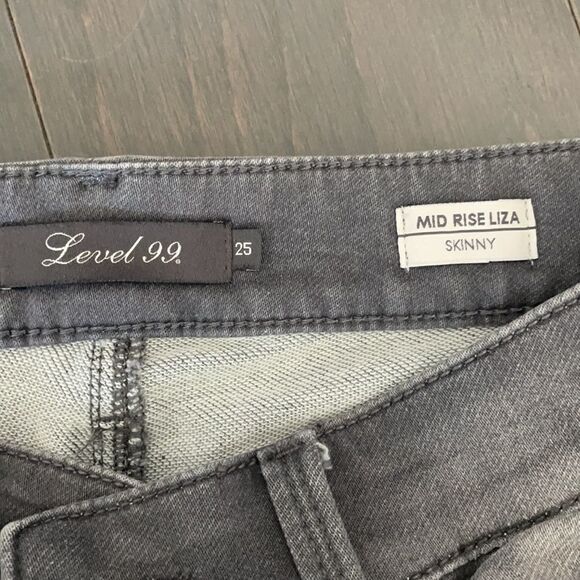 Level 99.
25
MID RISE LIZA
SKINNY